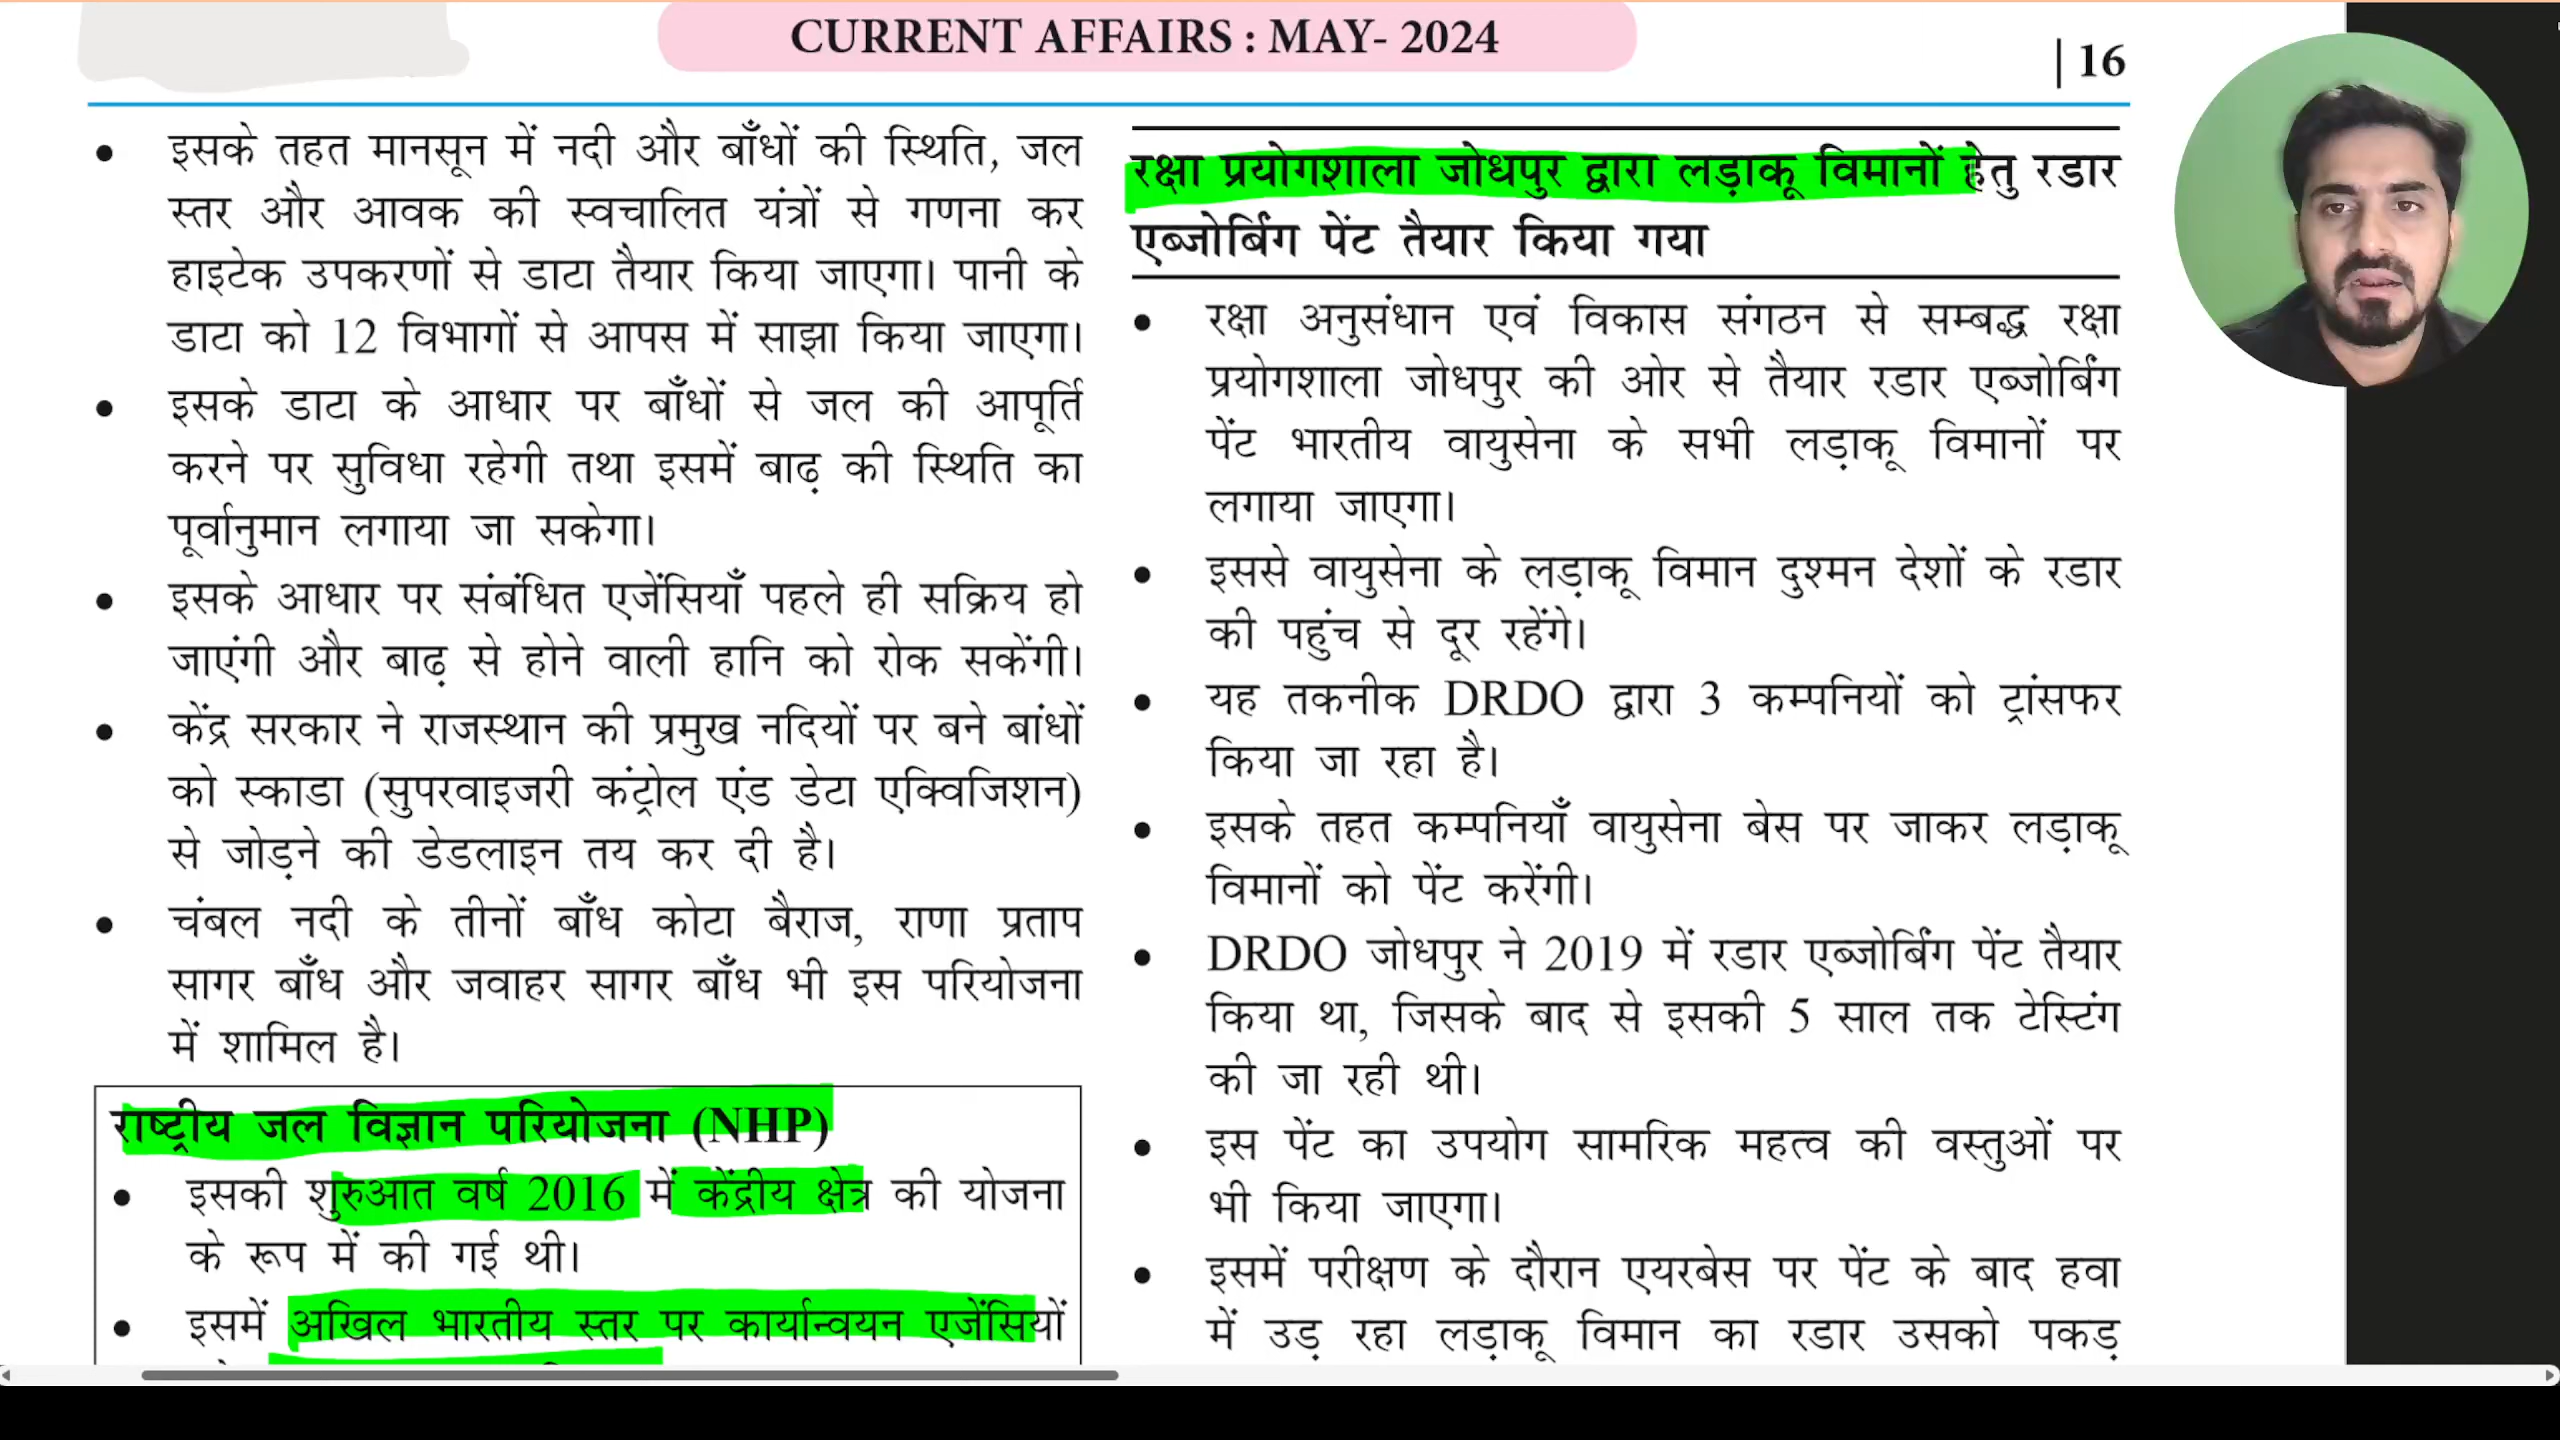 CURRENT AFFAIRS : MAY- 2024
| 16
• इसके तहत मानसून में नदी और बाँधों की स्थिति, जल
स्तर और आवक की स्वचालित यंत्रों से गणना कर
हाइटेक उपकरणों से डाटा तैयार किया जाएगा। पानी के
डाटा को 12 विभागों से आपस में साझा किया जाएगा।
• इसके डाटा के आधार पर बाँधों से जल की आपूर्ति
करने पर सुविधा रहेगी तथा इसमें बाढ़ की स्थिति का
पूर्वानुमान लगाया जा सकेगा।
• इसके आधार पर संबंधित एजेंसियाँ पहले ही सक्रिय हो
जाएंगी और बाढ़ से होने वाली हानि को रोक सकेंगी।
• केंद्र सरकार ने राजस्थान की प्रमुख नदियों पर बने बांधों
को स्काडा (सुपरवाइजरी कंट्रोल एंड डेटा एक्विजिशन)
से जोड़ने की डेडलाइन तय कर दी है।
• चंबल नदी के तीनों बाँध कोटा बैराज, राणा प्रताप
सागर बाँध और जवाहर सागर बाँध भी इस परियोजना
में शामिल है।
राष्ट्रीय जल विज्ञान परियोजना (NHP)
• इसकी शुरुआत वर्ष 2016 में केंद्रीय क्षेत्र की योजना
के रूप में की गई थी।
• इसमें अखिल भारतीय स्तर पर कार्यान्वयन एजेंसियों
रक्षा प्रयोगशाला जोधपुर द्वारा लड़ाकू विमानों हेतु रडार
एब्जोर्बिंग पेंट तैयार किया गया
• रक्षा अनुसंधान एवं विकास संगठन से सम्बद्ध रक्षा
प्रयोगशाला जोधपुर की ओर से तैयार रडार एब्जोर्बिंग
पेंट भारतीय वायुसेना के सभी लड़ाकू विमानों पर
लगाया जाएगा।
• इससे वायुसेना के लड़ाकू विमान दुश्मन देशों के रडार
की पहुंच से दूर रहेंगे।
• यह तकनीक DRDO द्वारा 3 कम्पनियों को ट्रांसफर
किया जा रहा है।
• इसके तहत कम्पनियाँ वायुसेना बेस पर जाकर लड़ाकू
विमानों को पेंट करेंगी।
• DRDO जोधपुर ने 2019 में रडार एब्जोर्बिंग पेंट तैयार
किया था, जिसके बाद से इसकी 5 साल तक टेस्टिंग
की जा रही थी।
• इस पेंट का उपयोग सामरिक महत्व की वस्तुओं पर
भी किया जाएगा।
• इसमें परीक्षण के दौरान एयरबेस पर पेंट के बाद हवा
में उड़ रहा लड़ाकू विमान का रडार उसको पकड़